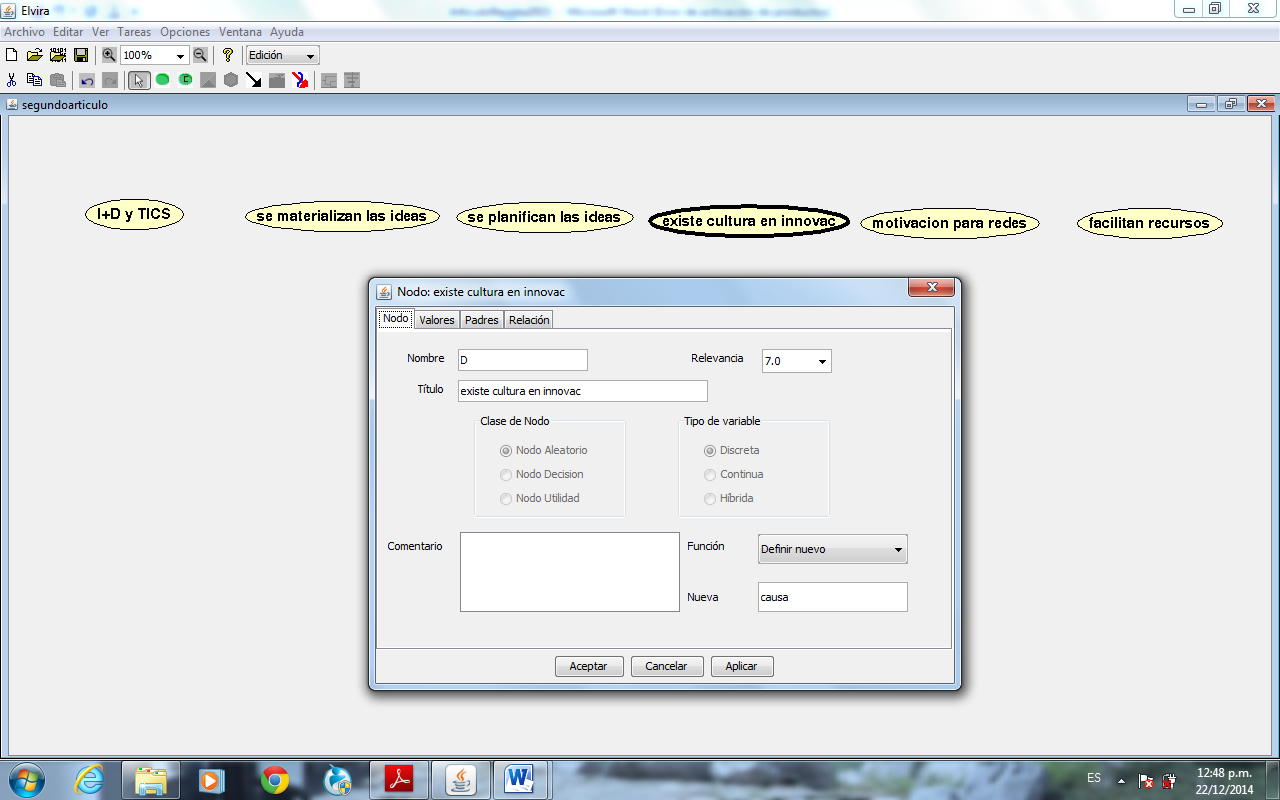 Elvira
Archivo Editar Ver Tareas Opciones Ventana Ayuda
100% ? Edición
C
segundoarticulo
I+D y TICS se materializan las ideas se planifican las ideas existe cultura en innovac motivacion para redes facilitan recursos
Nodo: existe cultura en innovac
Nodo Valores Padres Relación
Nombre D Relevancia 7.0
Título existe cultura en innovac
Clase de Nodo Tipo de variable
Nodo Aleatorio Discreta
Nodo Decision Continua
Nodo Utilidad Híbrida
Comentario Función Definir nuevo
Nueva causa
Aceptar Cancelar Aplicar
ES 12:48 p.m.
22/12/2014